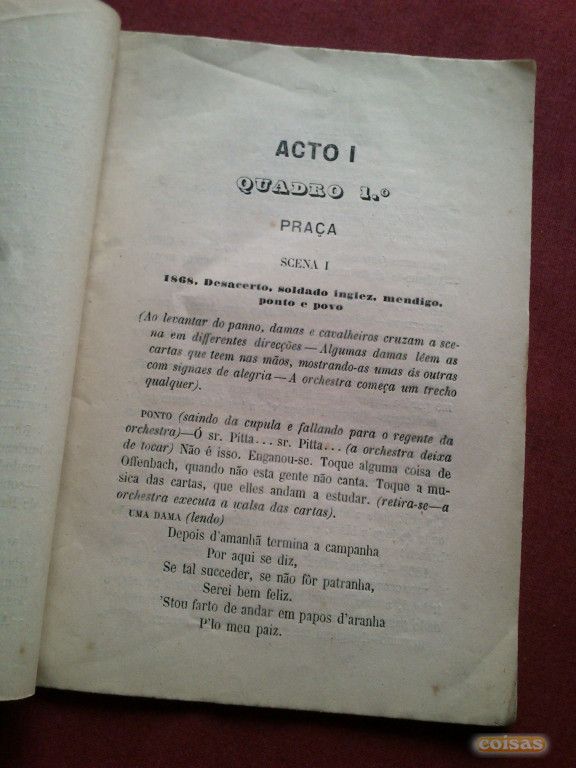 ACTO I
QUADRO 1.º
PRAÇA
SCENA I
1868, Desacerto, soldado inglez, mendigo,
ponto e povo
(Ao levantar do panno, damas e cavalheiros cruzam a sce-
na em differentes direcções — Algumas damas lêem as
cartas que teem nas mãos, mostrando-as umas ás outras
com signaes de alegria — A orchestra começa um trecho
qualquer).
PONTO (saindo da cupula e fallando para o regente da
orchestra) — Ó sr. Pitta... sr. Pitta... (a orchestra deixa
de tocar) Não é isso. Enganou-se. Toque alguma coisa de
Offenbach, quando não esta gente não canta. Toque a mu-
sica das cartas, que elles andam a estudar. (retira-se — a
orchestra executa a walsa das cartas).
UMA DAMA (lendo)
Depois d'amanhã termina a campanha
Por aqui se diz,
Se tal succeder, se não fôr patranha,
Serei bem feliz.
'Stou farto de andar em papos d'aranha
P'lo meu paiz.
coisas